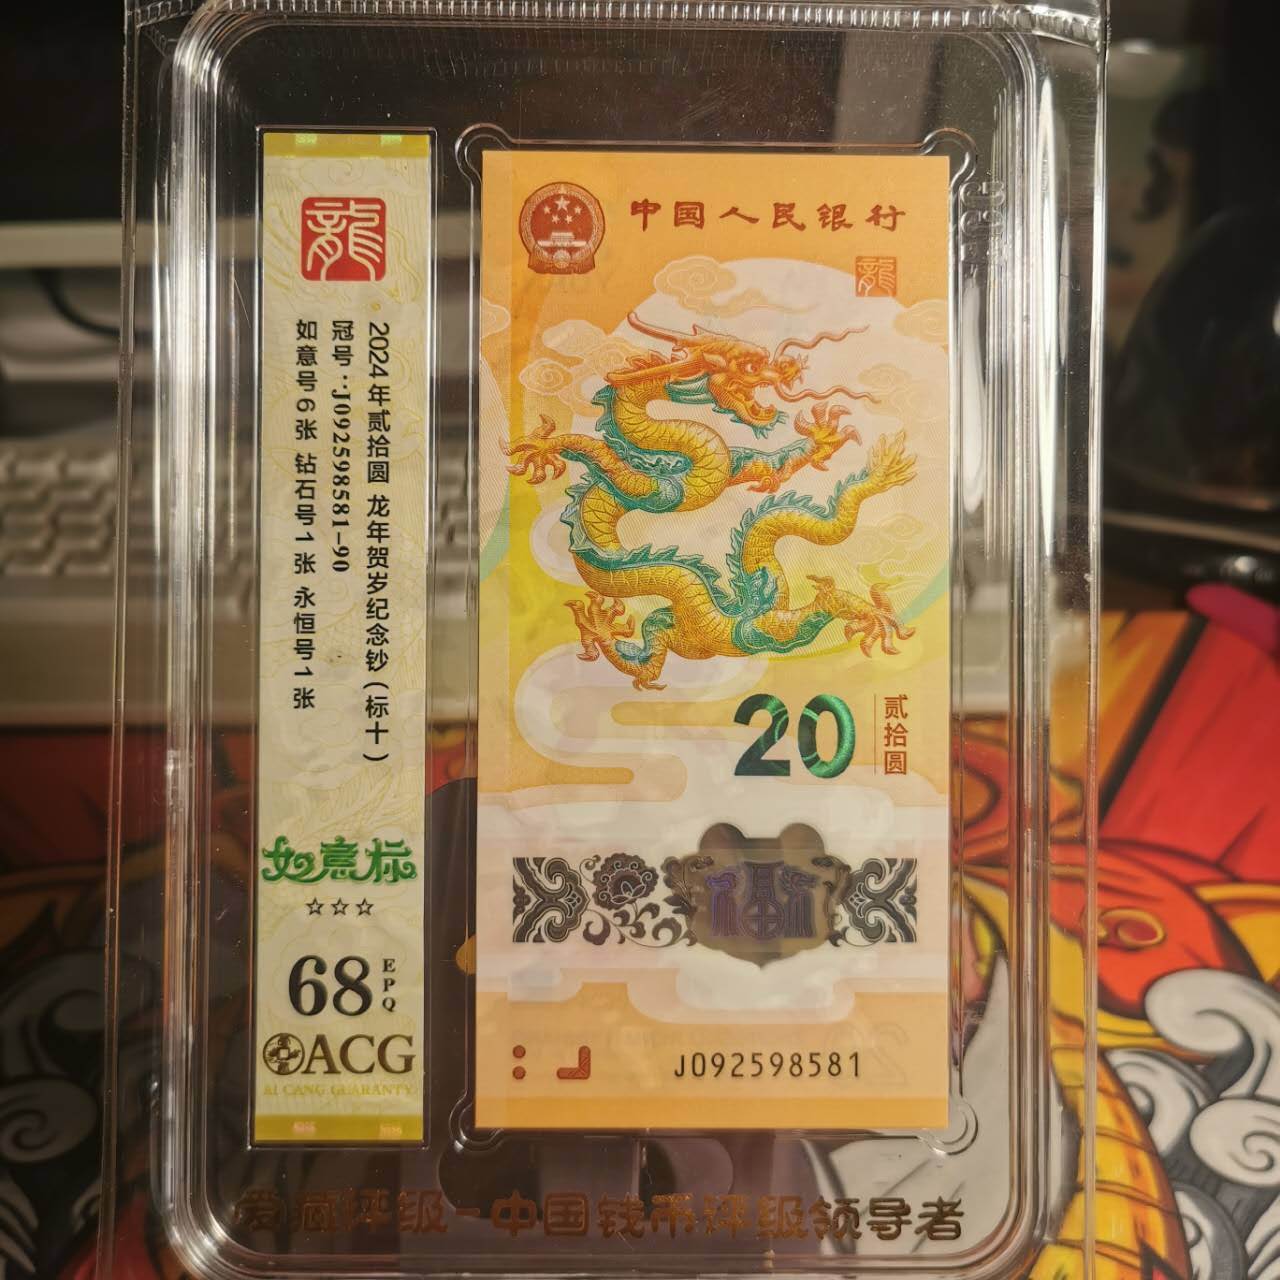 龍
2024年贰拾圆 龙年贺岁纪念钞(标十)
冠号:J092598581-90
如意号6张 钻石号1张 永恒号1张
如意标
☆☆☆
68
EPQ
ACG
AI CANG GUARANTY
中国人民银行
龍
20
贰拾圆
福
J092598581
爱藏评级-中国钱币评级领导者